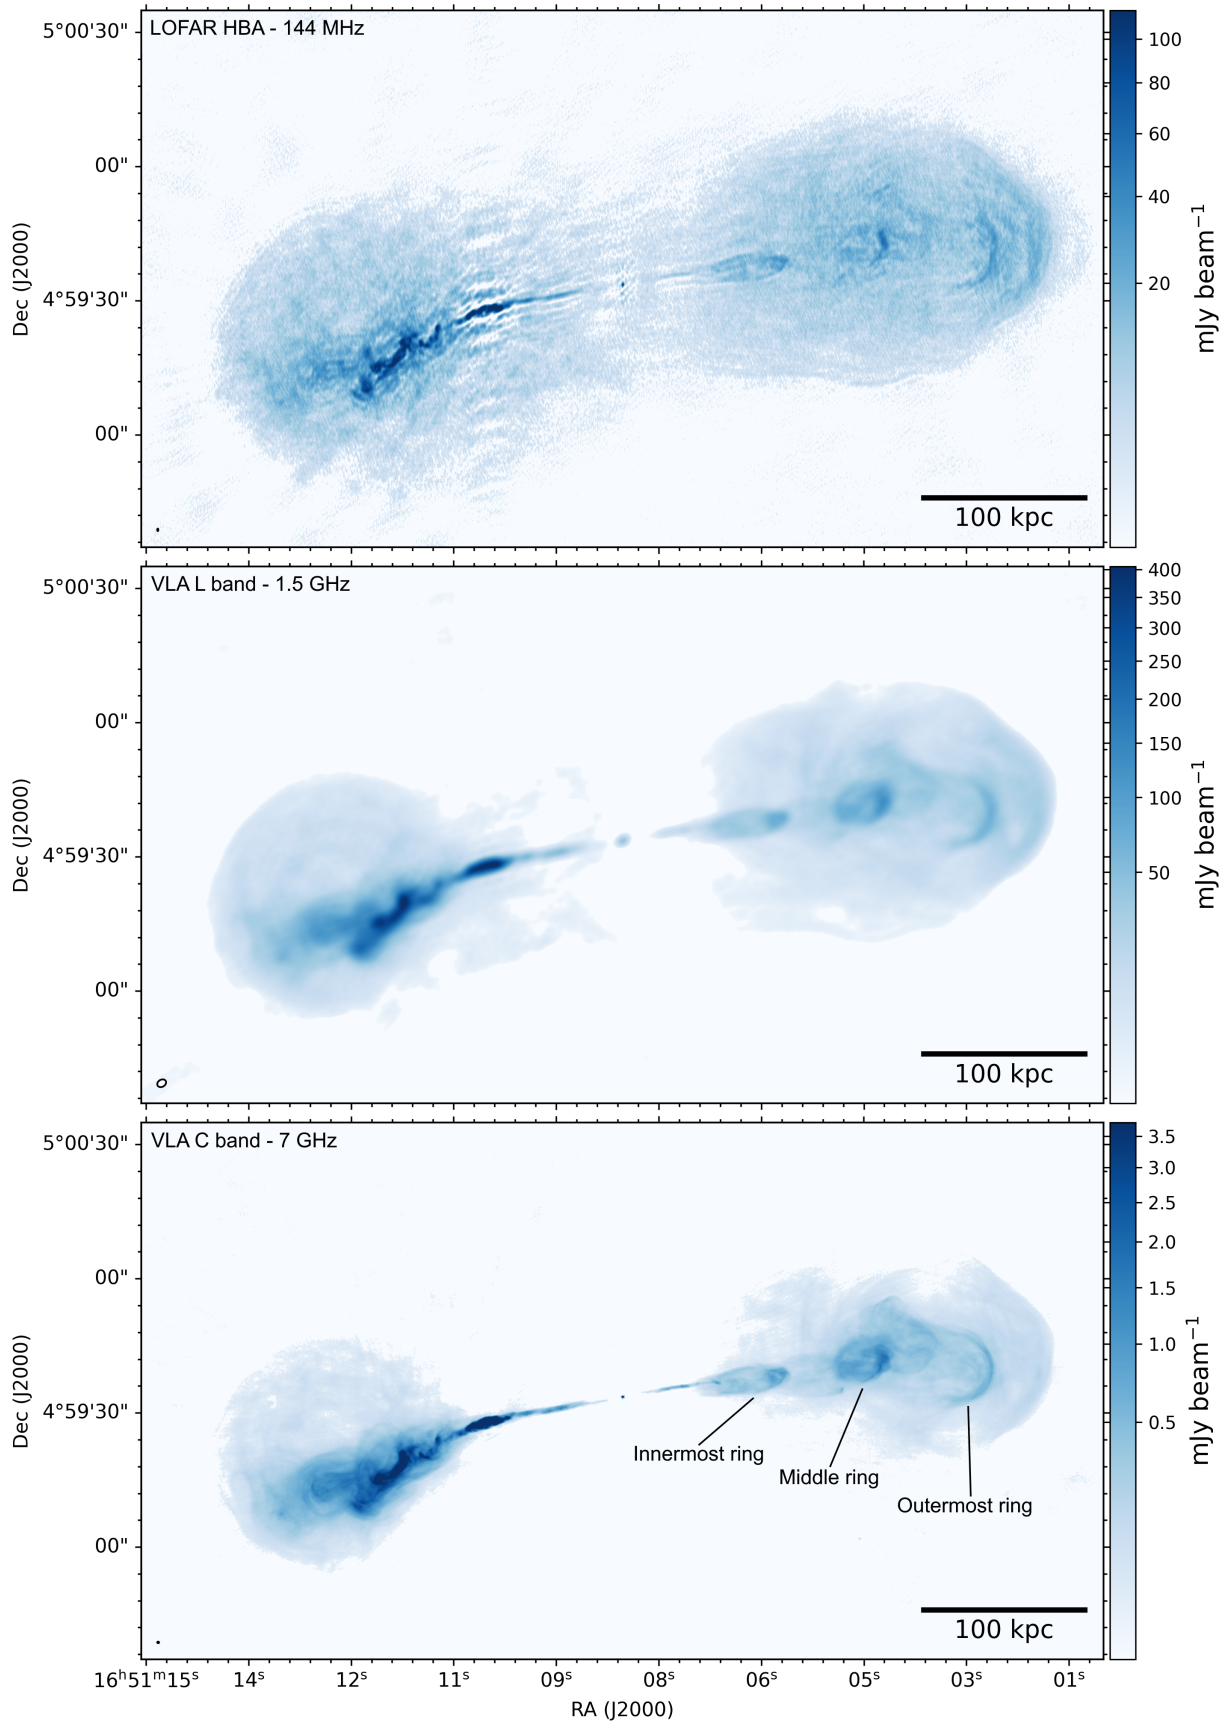 LOFAR HBA - 144 MHz
5°00'30"
00"
4°59'30"
00"
Dec (J2000)
100 kpc
100
80
60
40
20
mJy beam⁻¹
VLA L band - 1.5 GHz
5°00'30"
00"
4°59'30"
00"
Dec (J2000)
100 kpc
400
350
300
250
200
150
100
50
mJy beam⁻¹
VLA C band - 7 GHz
5°00'30"
00"
4°59'30"
00"
Dec (J2000)
Innermost ring
Middle ring
Outermost ring
100 kpc
3.5
3.0
2.5
2.0
1.5
1.0
0.5
mJy beam⁻¹
16ʰ51ᵐ15ˢ 14ˢ 12ˢ 11ˢ 09ˢ 08ˢ 06ˢ 05ˢ 03ˢ 01ˢ
RA (J2000)